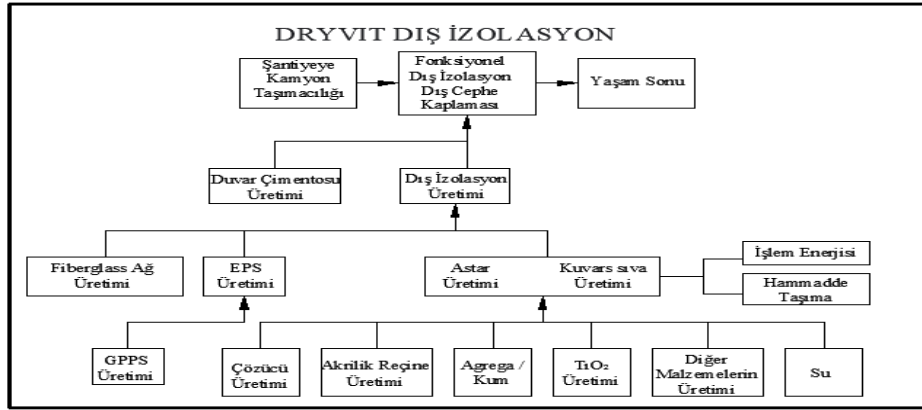 DRYVIT DIŞ İZOLASYON
Şantiyeye
Kamyon
Taşımacılığı
Fonksiyonel
Dış İzolasyon
Dış Cephe
Kaplaması
Yaşam Sonu
Duvar Çimentosu
Üretimi
Dış İzolasyon
Üretimi
Fiberglass Ağ
Üretimi
EPS
Üretimi
Astar
Üretimi
Kuvars sıva
Üretimi
İşlem Enerjisi
Hammadde
Taşıma
GPPS
Üretimi
Çözücü
Üretimi
Akrilik Reçine
Üretimi
Agrega /
Kum
TiO₂
Üretimi
Diğer
Malzemelerin
Üretimi
Su